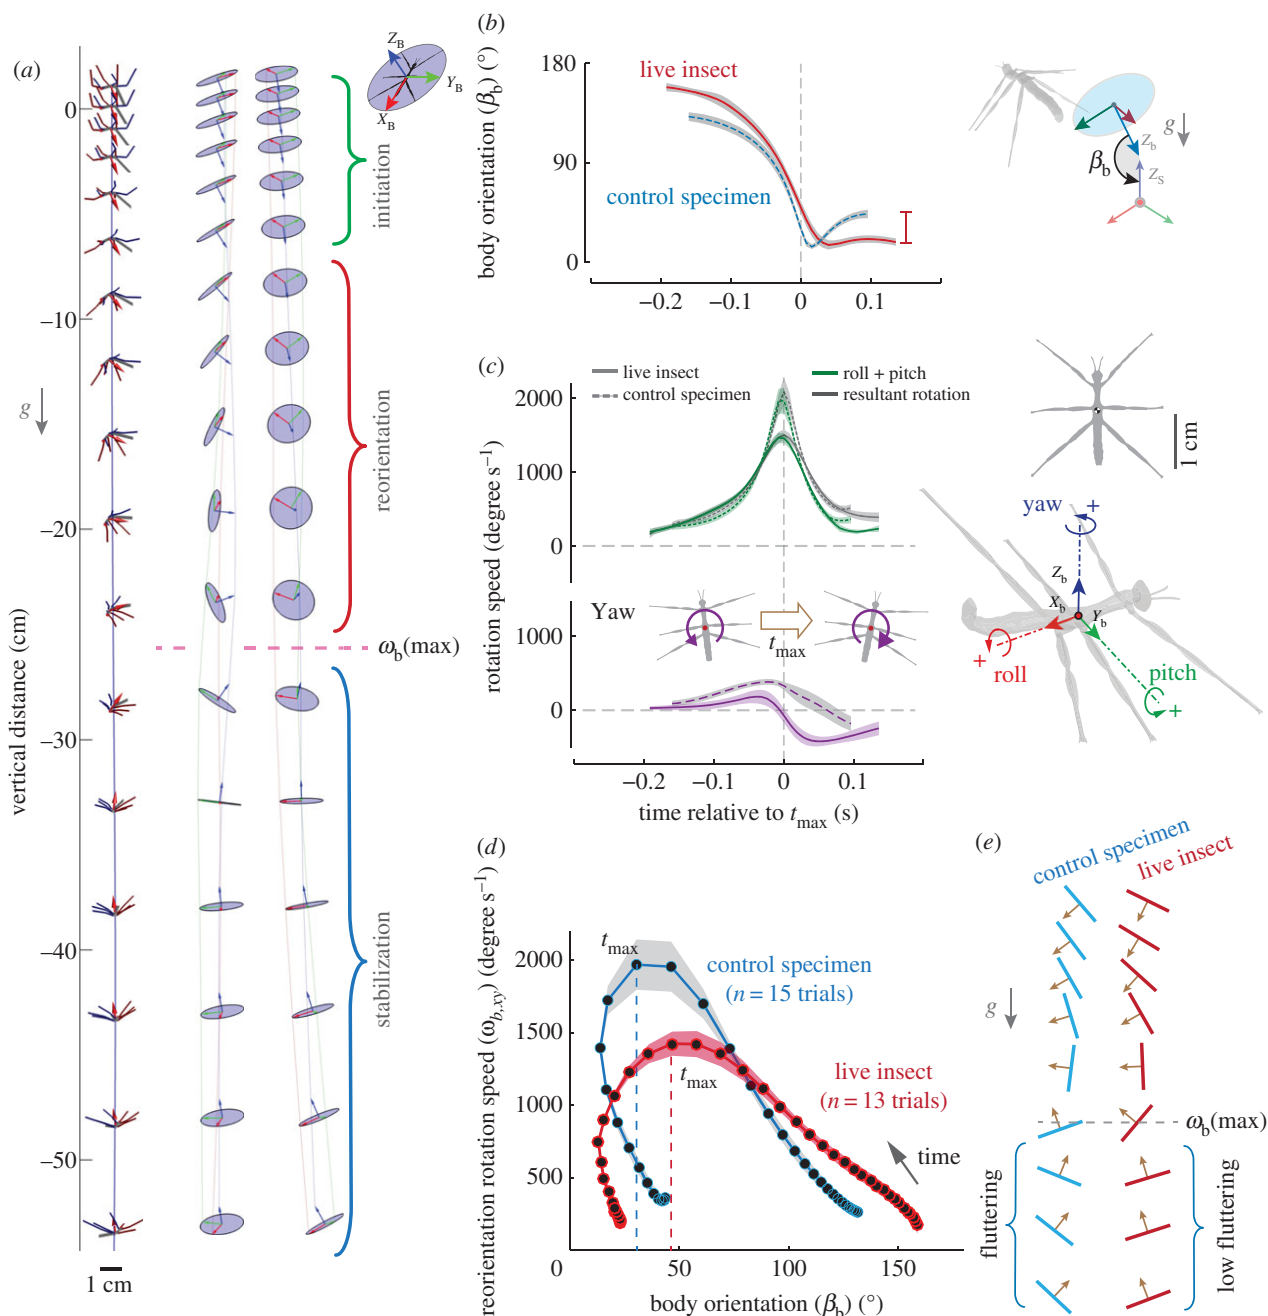 (a)
Z_B
Y_B
X_B
0
−10
−20
−30
−40
−50
vertical distance (cm)
g
initiation
reorientation
ω_b(max)
stabilization
1 cm
(b)
body orientation (β_b) (°)
180
90
0
live insect
control specimen
−0.2
−0.1
0
0.1
g
Z_b
β_b
Z_S
(c)
live insect
control specimen
roll + pitch
resultant rotation
rotation speed (degree s⁻¹)
2000
1000
0
Yaw
t_max
1000
0
−0.2
−0.1
0
0.1
time relative to t_max (s)
1 cm
yaw
+
Z_b
X_b
Y_b
+
roll
pitch
+
(d)
reorientation rotation speed (ω_b,xy) (degree s⁻¹)
2000
1500
1000
500
0
50
100
150
body orientation (β_b) (°)
t_max
control specimen
(n = 15 trials)
t_max
live insect
(n = 13 trials)
time
(e)
control specimen
live insect
g
ω_b(max)
fluttering
low fluttering